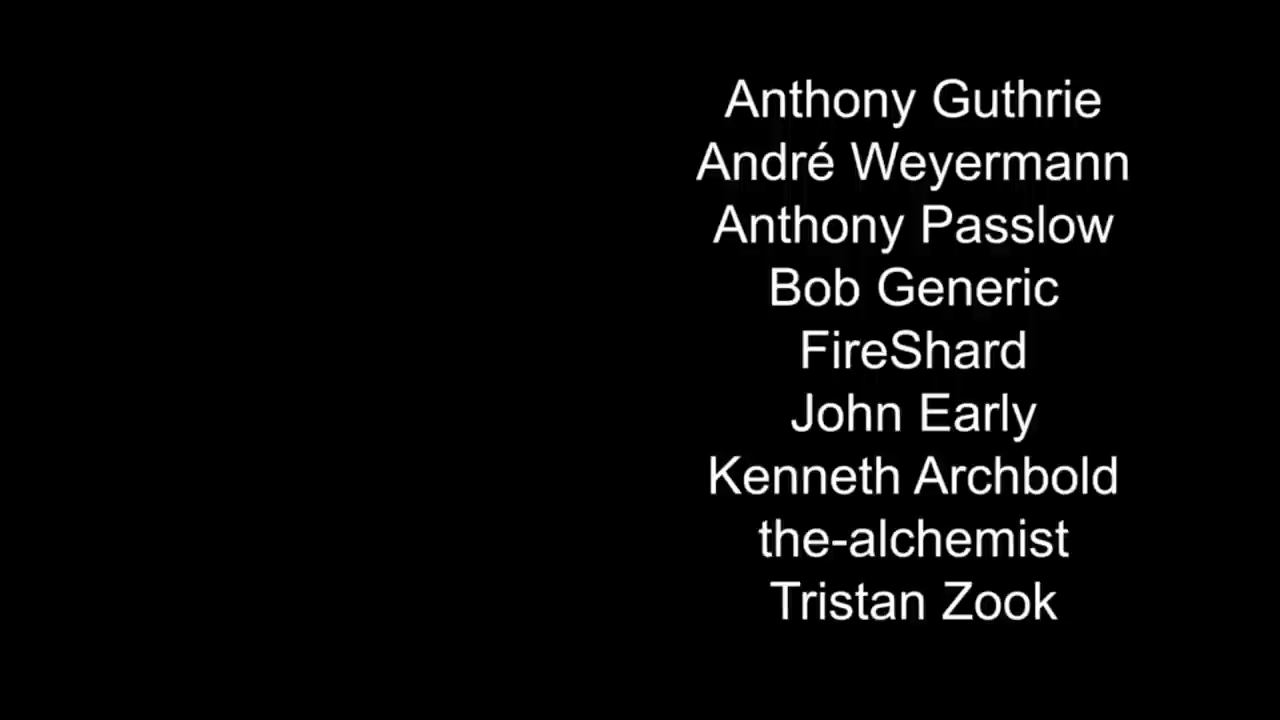 Anthony Guthrie
André Weyermann
Anthony Passlow
Bob Generic
FireShard
John Early
Kenneth Archbold
the-alchemist
Tristan Zook